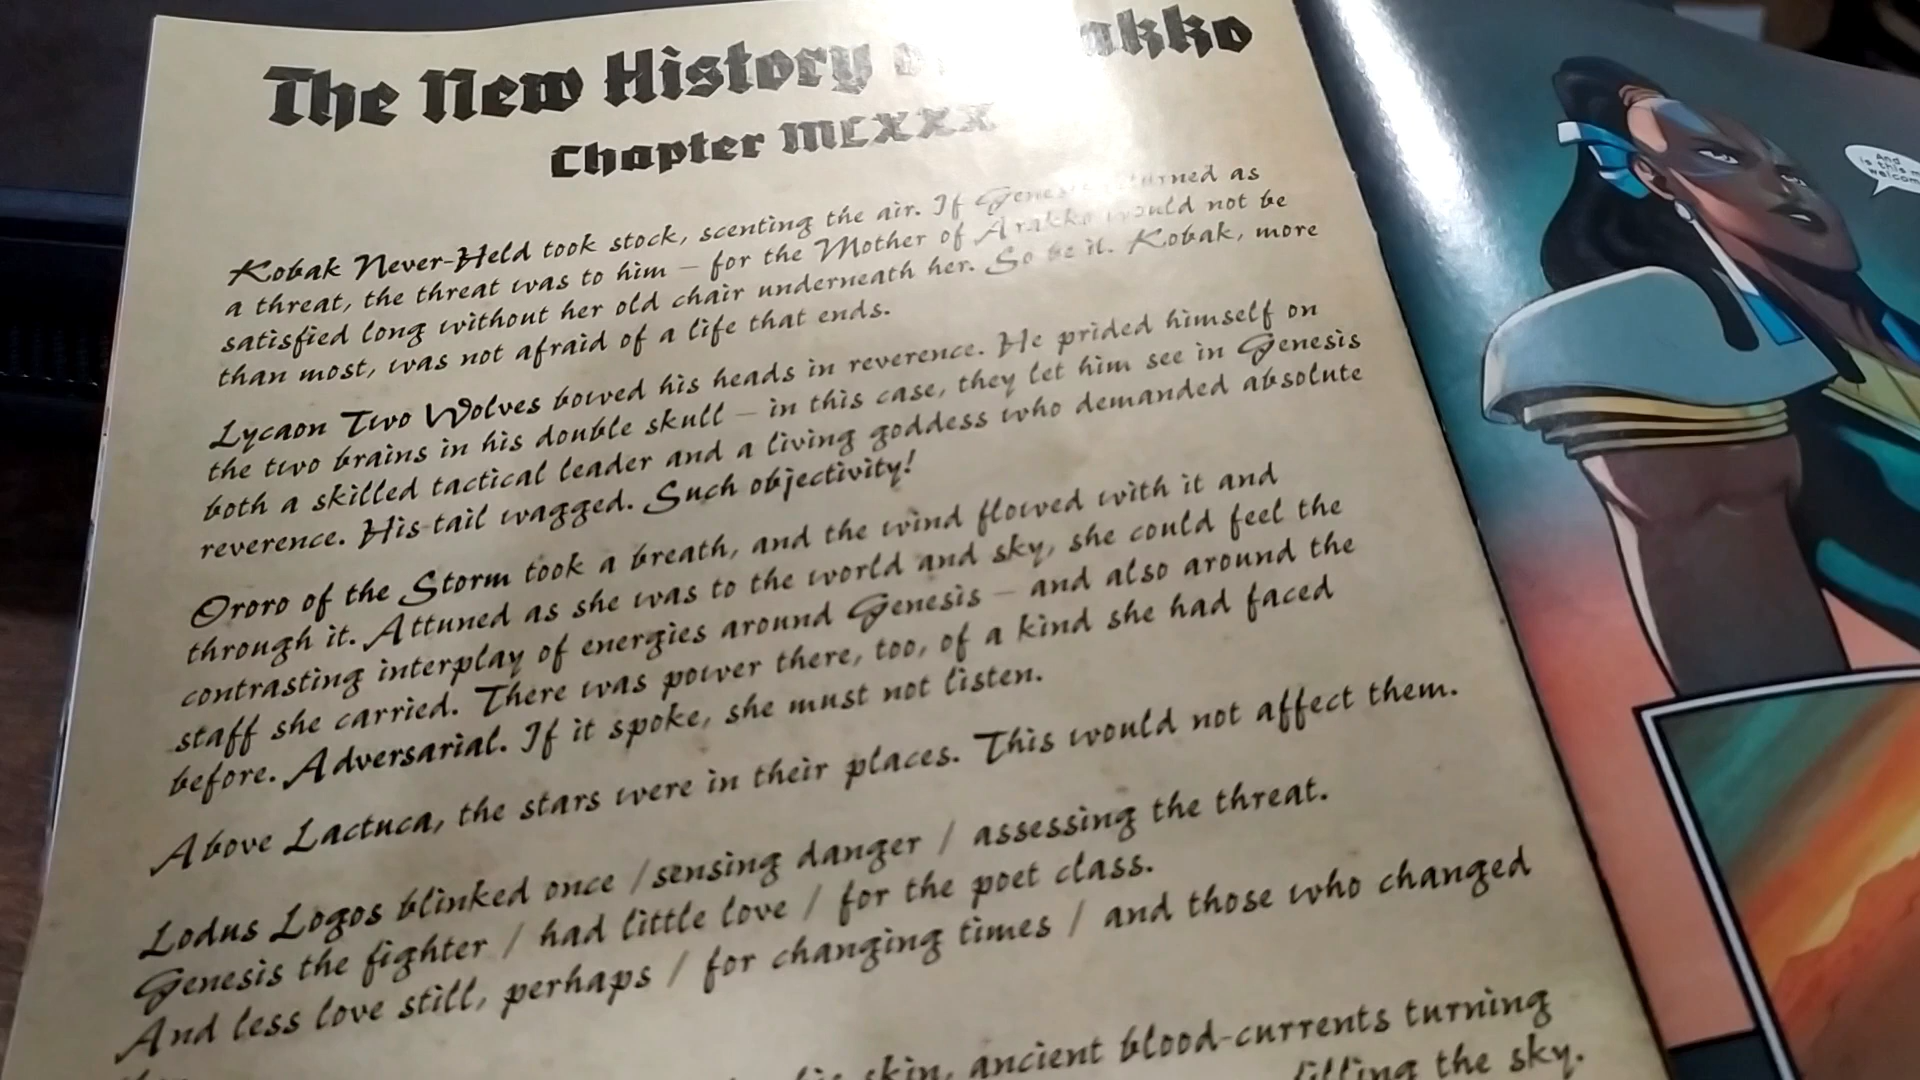 The New History
Chapter MCXXX
Kobak Never-Held took stock, scenting the air. If Genesis returned as
a threat, the threat was to him – for the Mother of Arakko would not be
satisfied long without her old chair underneath her. So be it. Kobak, more
than most, was not afraid of a life that ends.
Lycaon Two Wolves bowed his heads in reverence. He prided himself on
the two brains in his double skull – in this case, they let him see in Genesis
both a skilled tactical leader and a living goddess who demanded absolute
reverence. His tail wagged. Such objectivity!
Ororo of the Storm took a breath, and the wind flowed with it and
through it. Attuned as she was to the world and sky, she could feel the
contrasting interplay of energies around Genesis – and also around the
staff she carried. There was power there, too, of a kind she had faced
before. Adversarial. If it spoke, she must not listen.
Above Lactuca, the stars were in their places. This would not affect them.
Lodus Logos blinked once / sensing danger / assessing the threat.
Genesis the fighter / had little love / for the poet class.
And less love still, perhaps / for changing times / and those who changed
skin, ancient blood-currents turning
filling the sky.
And
is this m
welcom